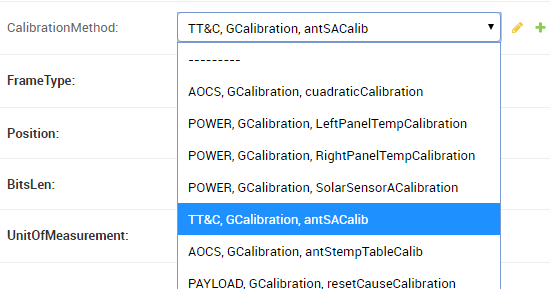 CalibrationMethod:
TT&C, GCalibration, antSACalib
---------
FrameType:
AOCS, GCalibration, cuadraticCalibration
POWER, GCalibration, LeftPanelTempCalibration
Position:
POWER, GCalibration, RightPanelTempCalibration
BitsLen:
POWER, GCalibration, SolarSensorACalibration
TT&C, GCalibration, antSACalib
UnitOfMeasurement:
AOCS, GCalibration, antStempTableCalib
PAYLOAD, GCalibration, resetCauseCalibration